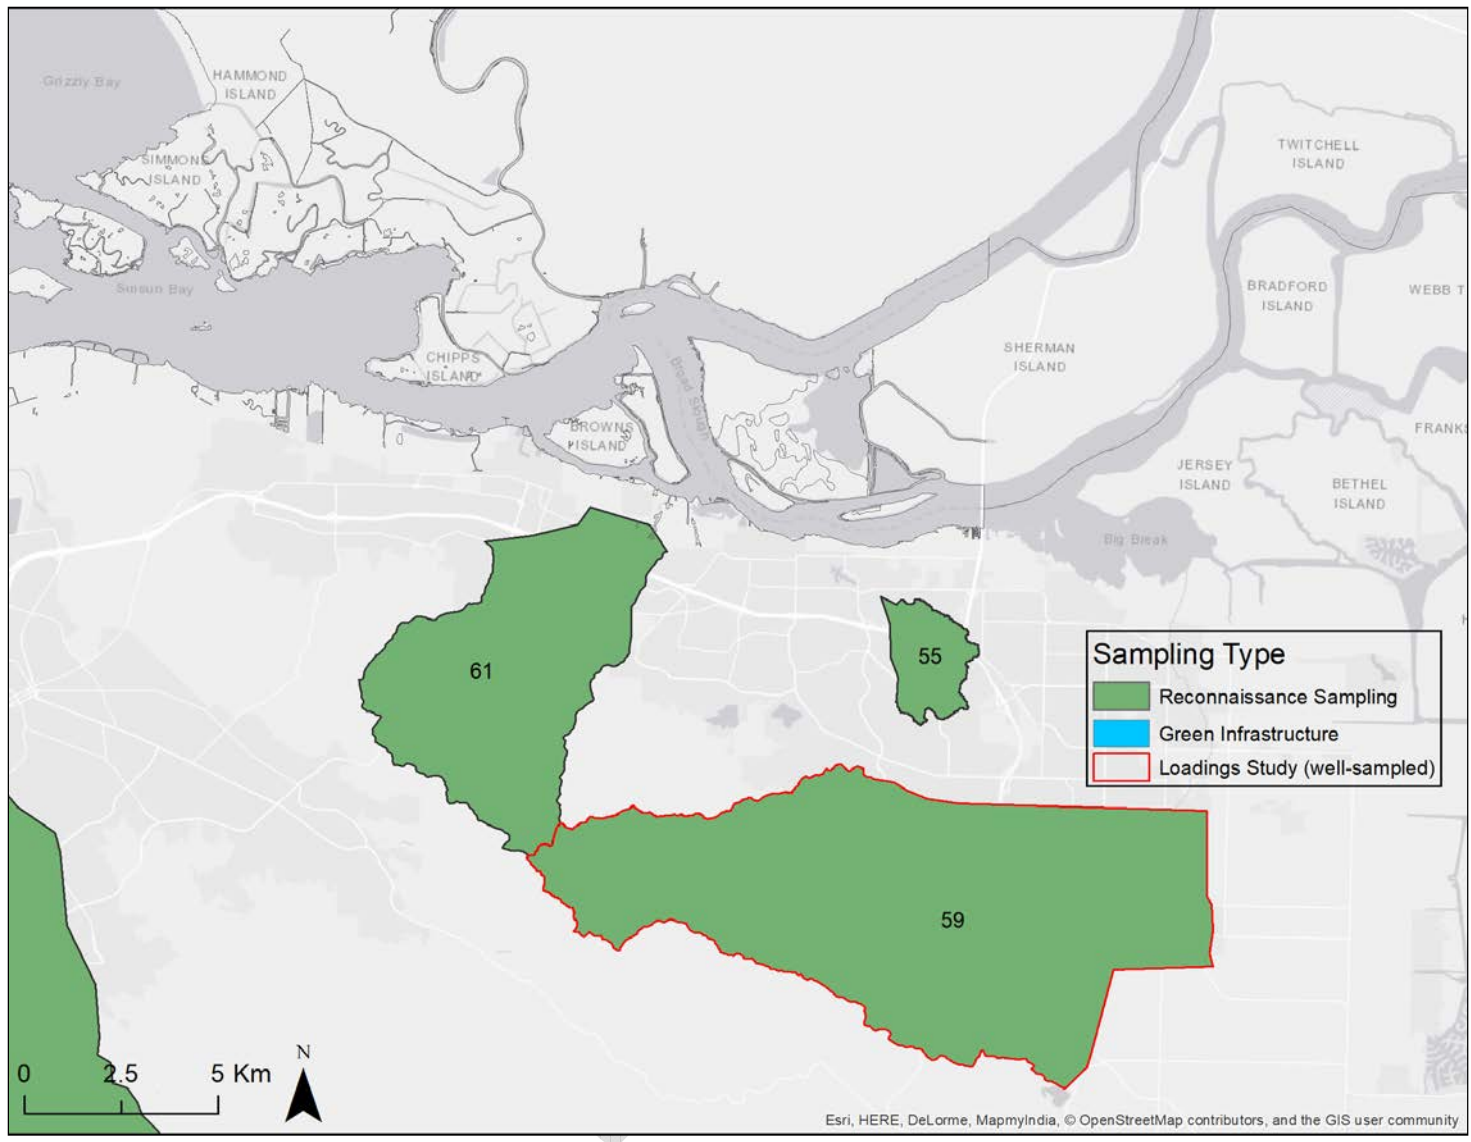 Grizzly Bay
HAMMOND
ISLAND
SIMMONS
ISLAND
TWITCHELL
ISLAND
Suisun Bay
BRADFORD
ISLAND
WEBB T
CHIPPS
ISLAND
Broad Slough
SHERMAN
ISLAND
BROWNS
ISLAND
FRANKS
JERSEY
ISLAND
BETHEL
ISLAND
Big Break
61
55
59
Sampling Type
Reconnaissance Sampling
Green Infrastructure
Loadings Study (well-sampled)
0 2.5 5 Km
N
Esri, HERE, DeLorme, MapmyIndia, © OpenStreetMap contributors, and the GIS user community